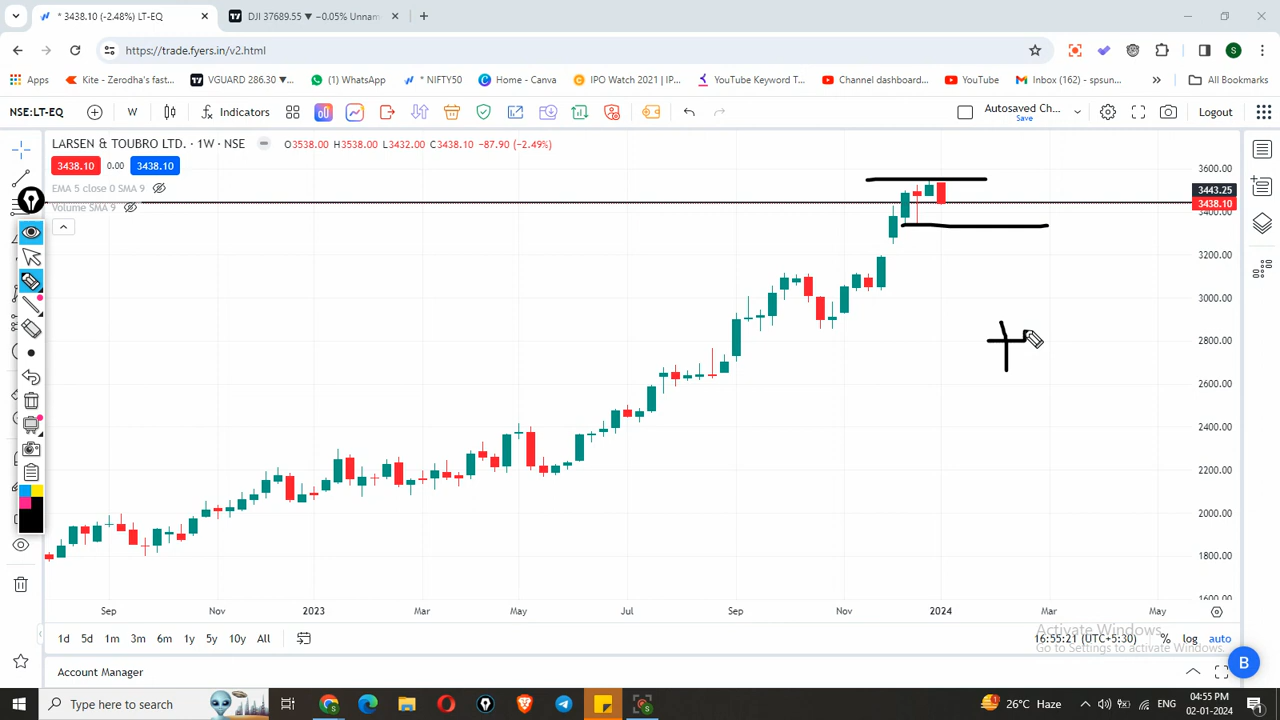 * 3438.10 (-2.48%) LT-EQ
DJI 37689.55 ▼ −0.05% Unnam
https://trade.fyers.in/v2.html
S
Apps
Kite - Zerodha's fast...
VGUARD 286.30 ▼...
(1) WhatsApp
* NIFTY50
Home - Canva
IPO Watch 2021 | IP...
YouTube Keyword T...
Channel dashboard...
YouTube
Inbox (162) - spsun...
All Bookmarks
NSE:LT-EQ
W
Indicators
Autosaved Ch...
Save
Logout
LARSEN & TOUBRO LTD. · 1W · NSE
O3538.00 H3538.00 L3432.00 C3438.10 −87.90 (−2.49%)
3438.10 0.00 3438.10
EMA 5 close 0 SMA 9
Volume SMA 9
3600.00
3443.25
3438.10
3400.00
3200.00
3000.00
2800.00
2600.00
2400.00
2200.00
2000.00
1800.00
1600.00
Sep Nov 2023 Mar May Jul Sep Nov 2024 Mar May
1d 5d 1m 3m 6m 1y 5y 10y All
16:55:21 (UTC+5:30) % log auto
Activate Windows
Go to Settings to activate Windows.
B
Account Manager
Type here to search
26°C Haze
ENG
04:55 PM
02-01-2024